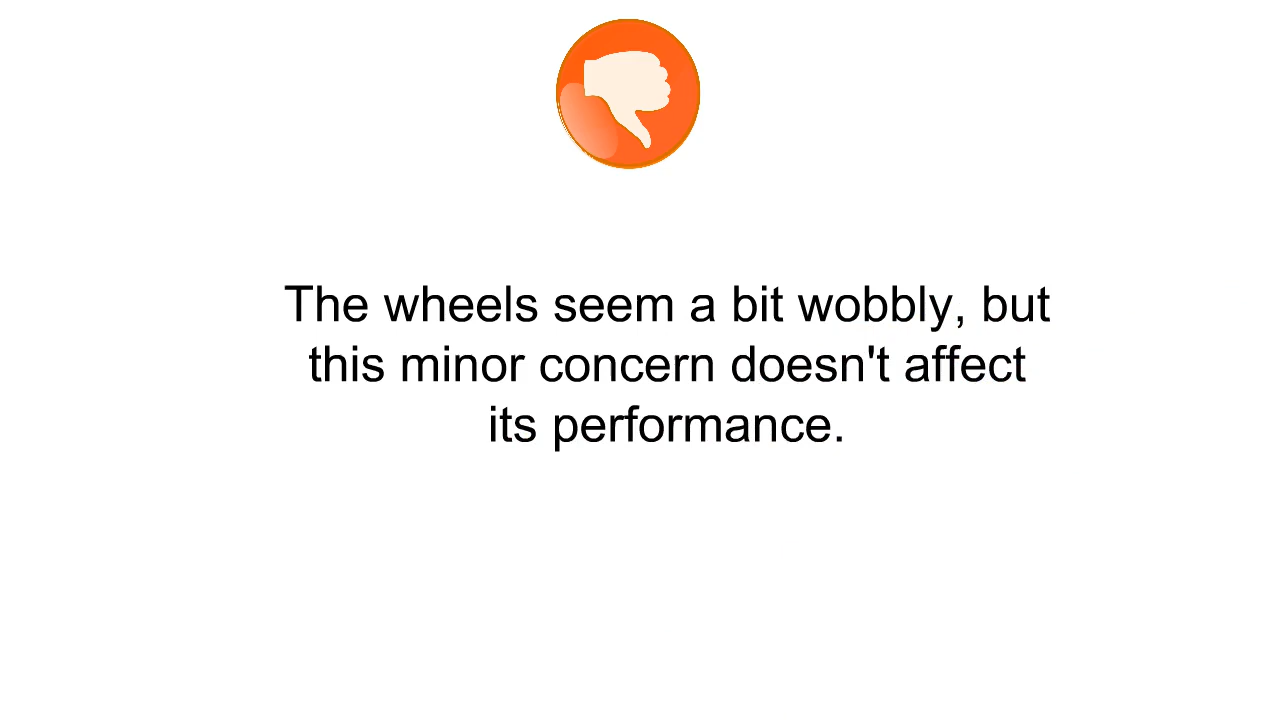 The wheels seem a bit wobbly, but
this minor concern doesn't affect
its performance.